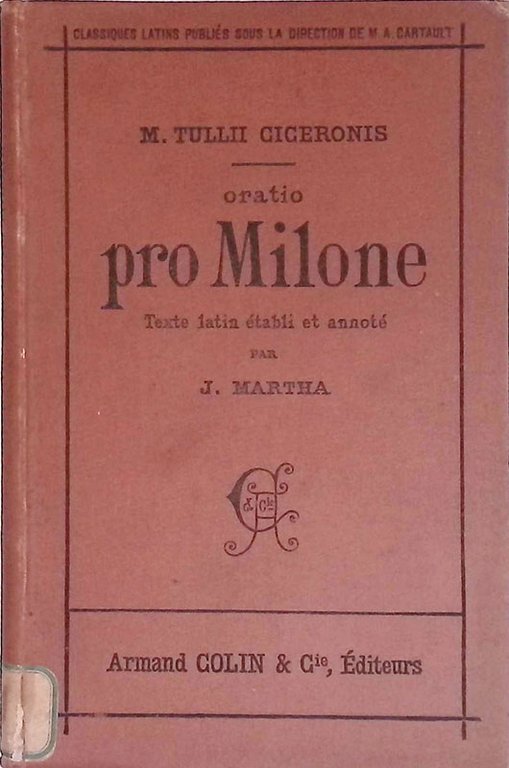 CLASSIQUES LATINS PUBLIÉS SOUS LA DIRECTION DE M A. CARTAULT
M. TULLII CICERONIS
oratio
pro Milone
Texte latin établi et annoté
PAR
J. MARTHA
& Cie
Armand COLIN & Cie, Éditeurs